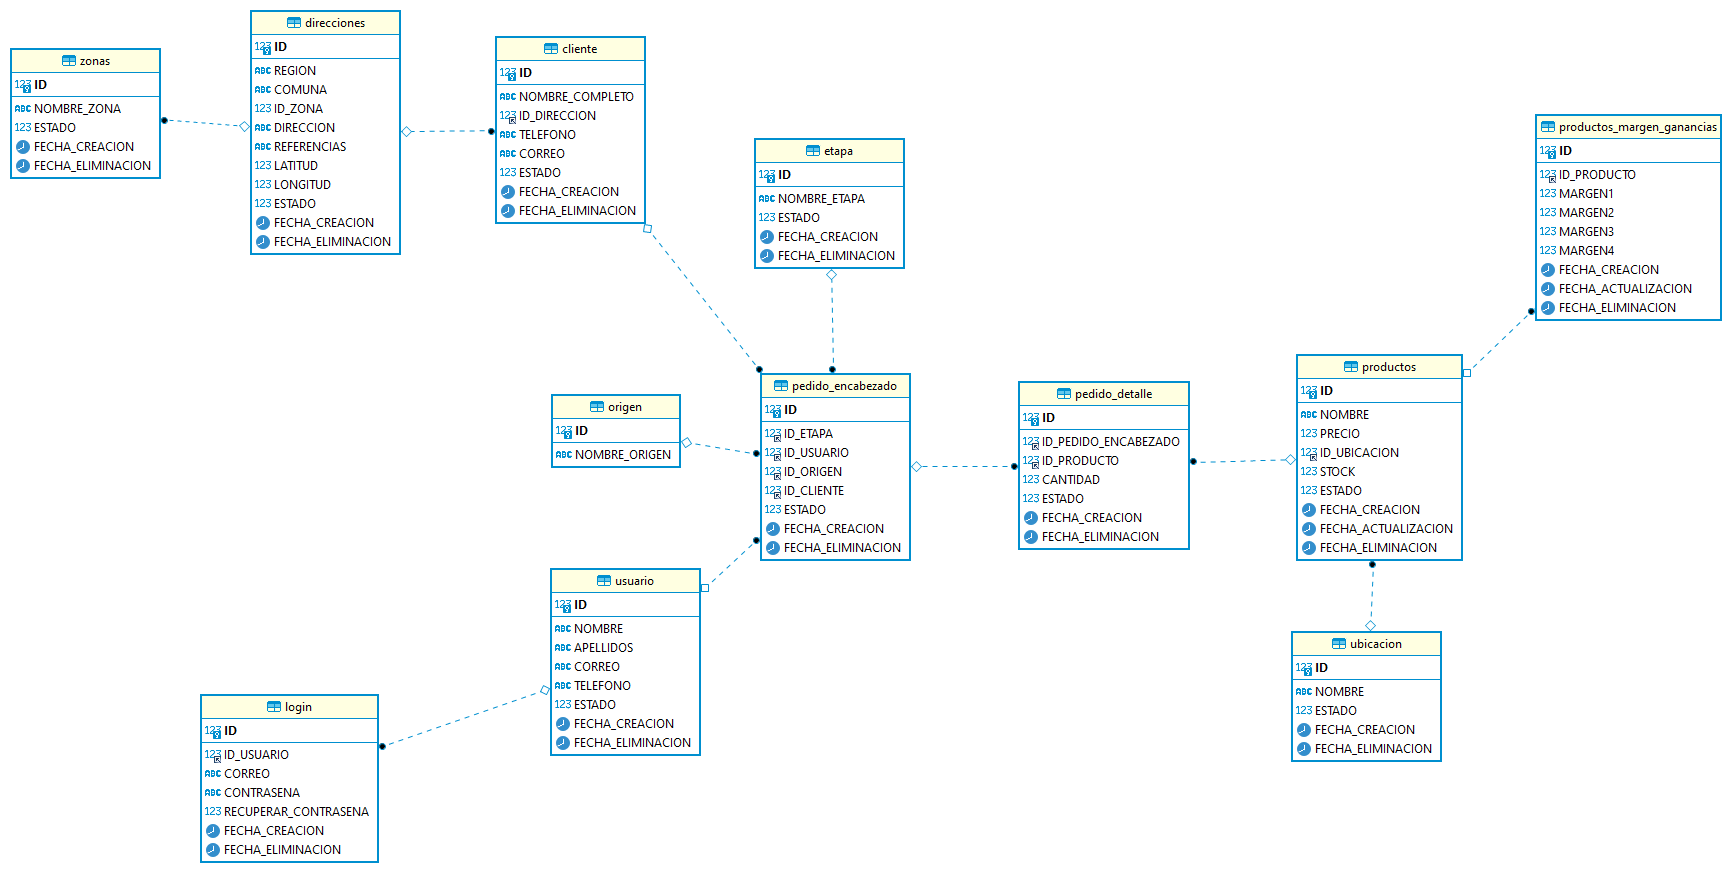 zonas
ID
NOMBRE_ZONA
ESTADO
FECHA_CREACION
FECHA_ELIMINACION
direcciones
ID
REGION
COMUNA
ID_ZONA
DIRECCION
REFERENCIAS
LATITUD
LONGITUD
ESTADO
FECHA_CREACION
FECHA_ELIMINACION
cliente
ID
NOMBRE_COMPLETO
ID_DIRECCION
TELEFONO
CORREO
ESTADO
FECHA_CREACION
FECHA_ELIMINACION
etapa
ID
NOMBRE_ETAPA
ESTADO
FECHA_CREACION
FECHA_ELIMINACION
productos_margen_ganancias
ID
ID_PRODUCTO
MARGEN1
MARGEN2
MARGEN3
MARGEN4
FECHA_CREACION
FECHA_ACTUALIZACION
FECHA_ELIMINACION
origen
ID
NOMBRE_ORIGEN
pedido_encabezado
ID
ID_ETAPA
ID_USUARIO
ID_ORIGEN
ID_CLIENTE
ESTADO
FECHA_CREACION
FECHA_ELIMINACION
pedido_detalle
ID
ID_PEDIDO_ENCABEZADO
ID_PRODUCTO
CANTIDAD
ESTADO
FECHA_CREACION
FECHA_ELIMINACION
productos
ID
NOMBRE
PRECIO
ID_UBICACION
STOCK
ESTADO
FECHA_CREACION
FECHA_ACTUALIZACION
FECHA_ELIMINACION
usuario
ID
NOMBRE
APELLIDOS
CORREO
TELEFONO
ESTADO
FECHA_CREACION
FECHA_ELIMINACION
ubicacion
ID
NOMBRE
ESTADO
FECHA_CREACION
FECHA_ELIMINACION
login
ID
ID_USUARIO
CORREO
CONTRASENA
RECUPERAR_CONTRASENA
FECHA_CREACION
FECHA_ELIMINACION